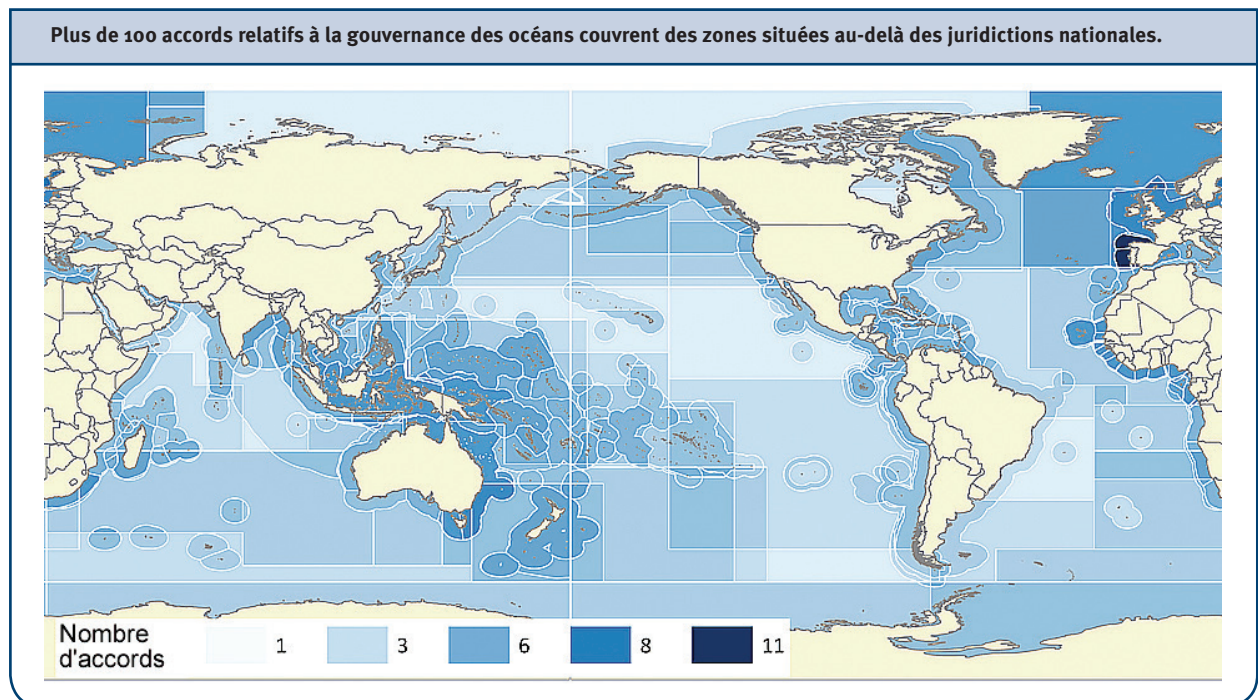 Plus de 100 accords relatifs à la gouvernance des océans couvrent des zones situées au-delà des juridictions nationales.
Nombre
d'accords
1 3 6 8 11